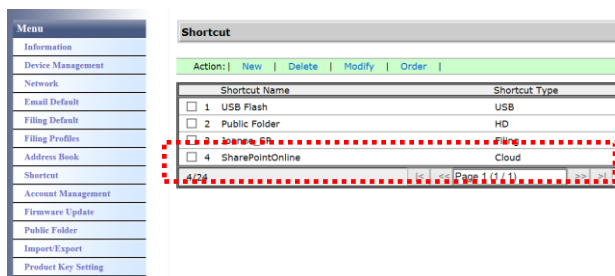 Menu
Information
Device Management
Network
Email Default
Filing Default
Filing Profiles
Address Book
Shortcut
Account Management
Firmware Update
Public Folder
Import/Export
Product Key Setting
Shortcut
Action:| New | Delete | Modify | Order |
Shortcut Name Shortcut Type
1 USB Flash USB
2 Public Folder HD
3 Joanne_SP Filing
4 SharePointOnline Cloud
4/24 |< << Page 1 (1 / 1) >> >|